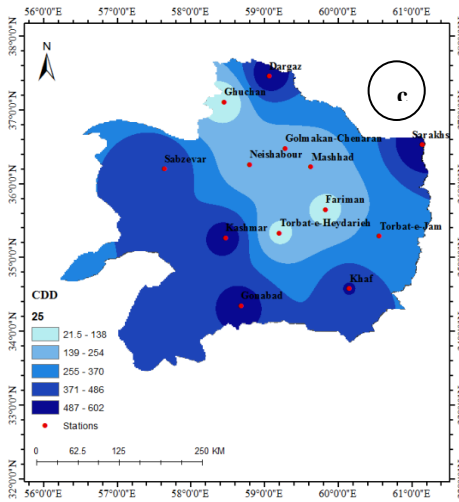 56°0'0"E 57°0'0"E 58°0'0"E 59°0'0"E 60°0'0"E 61°0'0"E
38°0'0"N
37°0'0"N
36°0'0"N
35°0'0"N
34°0'0"N
33°0'0"N
32°0'0"N
N
c
Dargaz
Ghuchan
Golmakan-Chenaran
Sarakhs
Sabzevar
Neishabour
Mashhad
Fariman
Kashmar
Torbat-e-Heydarieh
Torbat-e-Jam
Khaf
Gonabad
CDD
25
21.5 - 138
139 - 254
255 - 370
371 - 486
487 - 602
Stations
0 62.5 125 250 KM
56°0'0"E 57°0'0"E 58°0'0"E 59°0'0"E 60°0'0"E 61°0'0"E